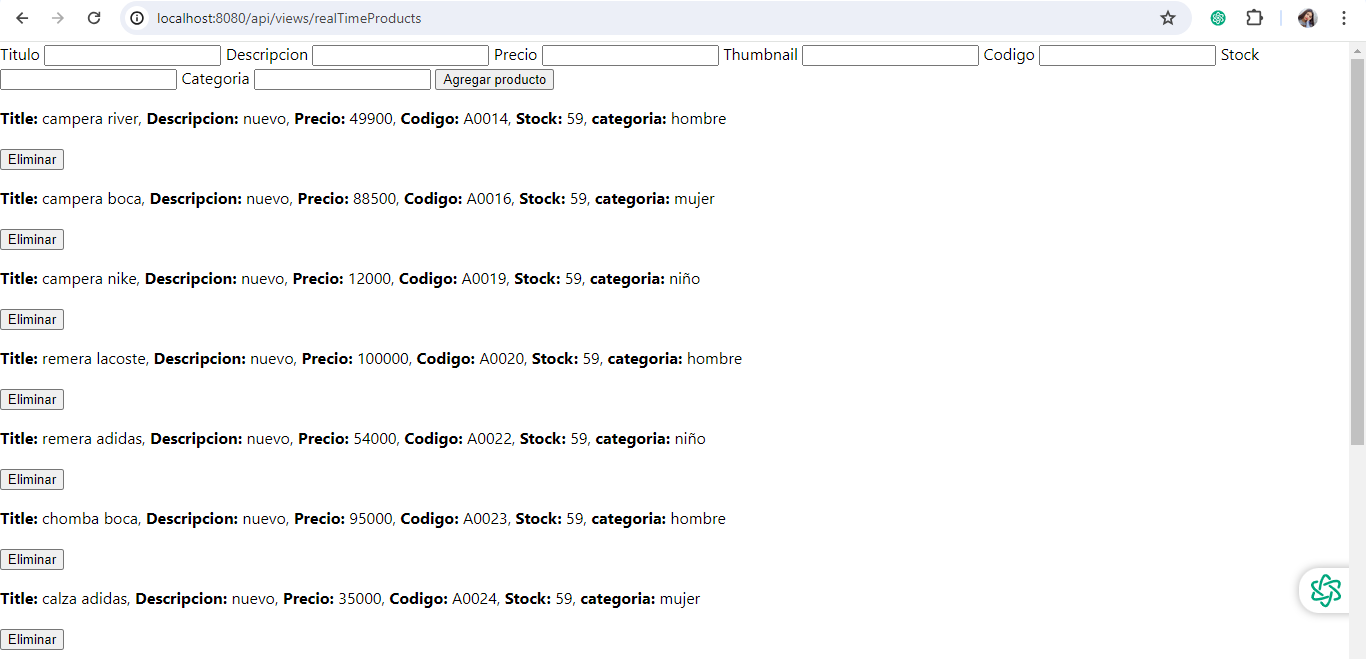 localhost:8080/api/views/realTimeProducts
Titulo Descripcion Precio Thumbnail Codigo Stock
Categoria Agregar producto
Title: campera river, Descripcion: nuevo, Precio: 49900, Codigo: A0014, Stock: 59, categoria: hombre
Eliminar
Title: campera boca, Descripcion: nuevo, Precio: 88500, Codigo: A0016, Stock: 59, categoria: mujer
Eliminar
Title: campera nike, Descripcion: nuevo, Precio: 12000, Codigo: A0019, Stock: 59, categoria: niño
Eliminar
Title: remera lacoste, Descripcion: nuevo, Precio: 100000, Codigo: A0020, Stock: 59, categoria: hombre
Eliminar
Title: remera adidas, Descripcion: nuevo, Precio: 54000, Codigo: A0022, Stock: 59, categoria: niño
Eliminar
Title: chomba boca, Descripcion: nuevo, Precio: 95000, Codigo: A0023, Stock: 59, categoria: hombre
Eliminar
Title: calza adidas, Descripcion: nuevo, Precio: 35000, Codigo: A0024, Stock: 59, categoria: mujer
Eliminar